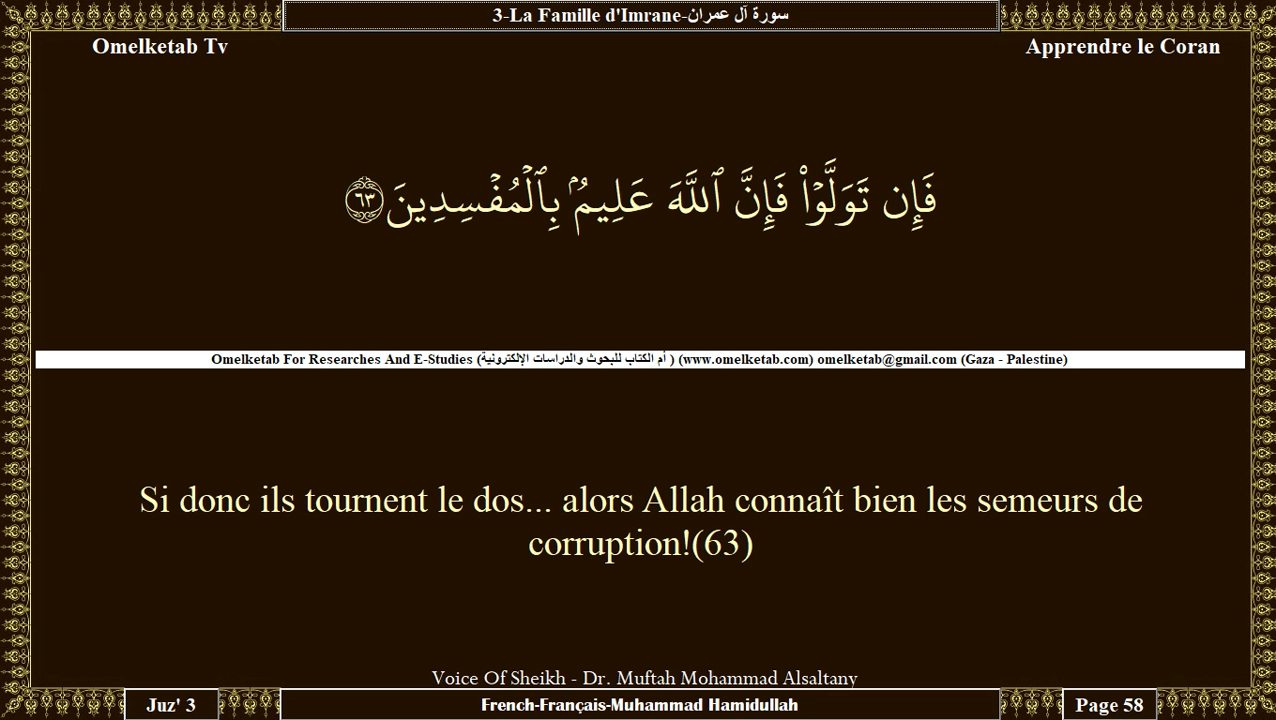 3-La Famille d'Imrane-سورة آل عمران
Omelketab Tv
Apprendre le Coran
فَإِن تَوَلَّوۡاْ فَإِنَّ ٱللَّهَ عَلِيمُۢ بِٱلۡمُفۡسِدِينَ ٦٣
Omelketab For Researches And E-Studies (أم الكتاب للبحوث والدراسات الإلكترونية ) (www.omelketab.com) omelketab@gmail.com (Gaza - Palestine)
Si donc ils tournent le dos... alors Allah connaît bien les semeurs de
corruption!(63)
Voice Of Sheikh - Dr. Muftah Mohammad Alsaltany
Juz' 3
French-Français-Muhammad Hamidullah
Page 58